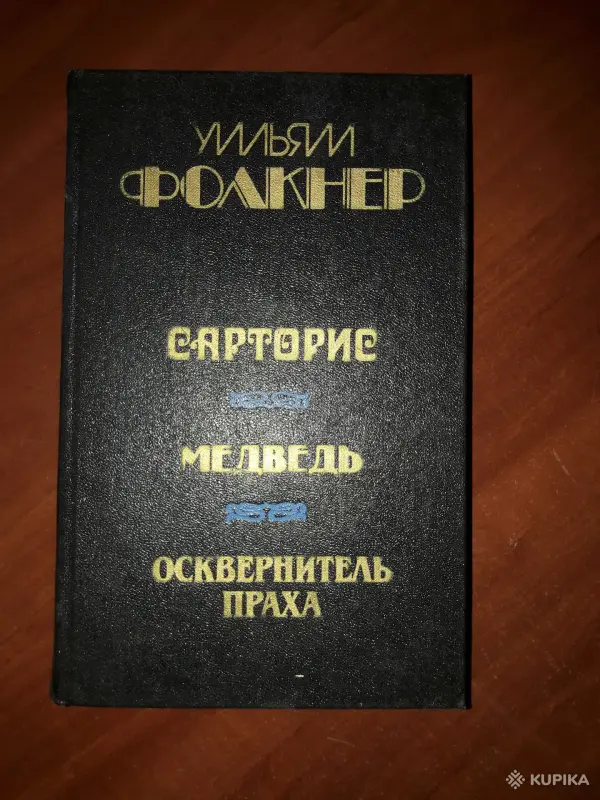 УИЛЬЯМ
ФОЛКНЕР
САРТОРИС
МЕДВЕДЬ
ОСКВЕРНИТЕЛЬ
ПРАХА
KUPIKA